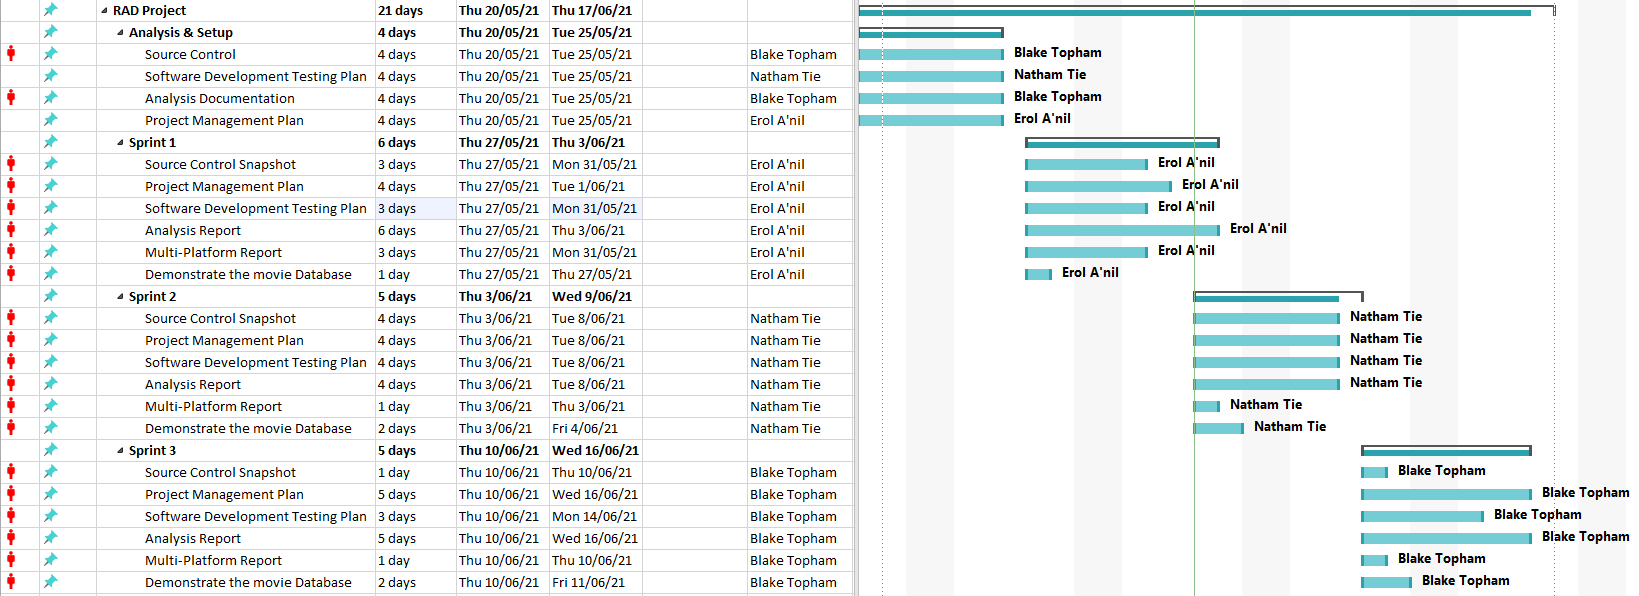 RAD Project 21 days Thu 20/05/21 Thu 17/06/21
Analysis & Setup 4 days Thu 20/05/21 Tue 25/05/21
Source Control 4 days Thu 20/05/21 Tue 25/05/21 Blake Topham Blake Topham
Software Development Testing Plan 4 days Thu 20/05/21 Tue 25/05/21 Natham Tie Natham Tie
Analysis Documentation 4 days Thu 20/05/21 Tue 25/05/21 Blake Topham Blake Topham
Project Management Plan 4 days Thu 20/05/21 Tue 25/05/21 Erol A'nil Erol A'nil
Sprint 1 6 days Thu 27/05/21 Thu 3/06/21
Source Control Snapshot 3 days Thu 27/05/21 Mon 31/05/21 Erol A'nil Erol A'nil
Project Management Plan 4 days Thu 27/05/21 Tue 1/06/21 Erol A'nil Erol A'nil
Software Development Testing Plan 3 days Thu 27/05/21 Mon 31/05/21 Erol A'nil Erol A'nil
Analysis Report 6 days Thu 27/05/21 Thu 3/06/21 Erol A'nil Erol A'nil
Multi-Platform Report 3 days Thu 27/05/21 Mon 31/05/21 Erol A'nil Erol A'nil
Demonstrate the movie Database 1 day Thu 27/05/21 Thu 27/05/21 Erol A'nil Erol A'nil
Sprint 2 5 days Thu 3/06/21 Wed 9/06/21
Source Control Snapshot 4 days Thu 3/06/21 Tue 8/06/21 Natham Tie Natham Tie
Project Management Plan 4 days Thu 3/06/21 Tue 8/06/21 Natham Tie Natham Tie
Software Development Testing Plan 4 days Thu 3/06/21 Tue 8/06/21 Natham Tie Natham Tie
Analysis Report 4 days Thu 3/06/21 Tue 8/06/21 Natham Tie Natham Tie
Multi-Platform Report 1 day Thu 3/06/21 Thu 3/06/21 Natham Tie Natham Tie
Demonstrate the movie Database 2 days Thu 3/06/21 Fri 4/06/21 Natham Tie Natham Tie
Sprint 3 5 days Thu 10/06/21 Wed 16/06/21
Source Control Snapshot 1 day Thu 10/06/21 Thu 10/06/21 Blake Topham Blake Topham
Project Management Plan 5 days Thu 10/06/21 Wed 16/06/21 Blake Topham Blake Topham
Software Development Testing Plan 3 days Thu 10/06/21 Mon 14/06/21 Blake Topham Blake Topham
Analysis Report 5 days Thu 10/06/21 Wed 16/06/21 Blake Topham Blake Topham
Multi-Platform Report 1 day Thu 10/06/21 Thu 10/06/21 Blake Topham Blake Topham
Demonstrate the movie Database 2 days Thu 10/06/21 Fri 11/06/21 Blake Topham Blake Topham